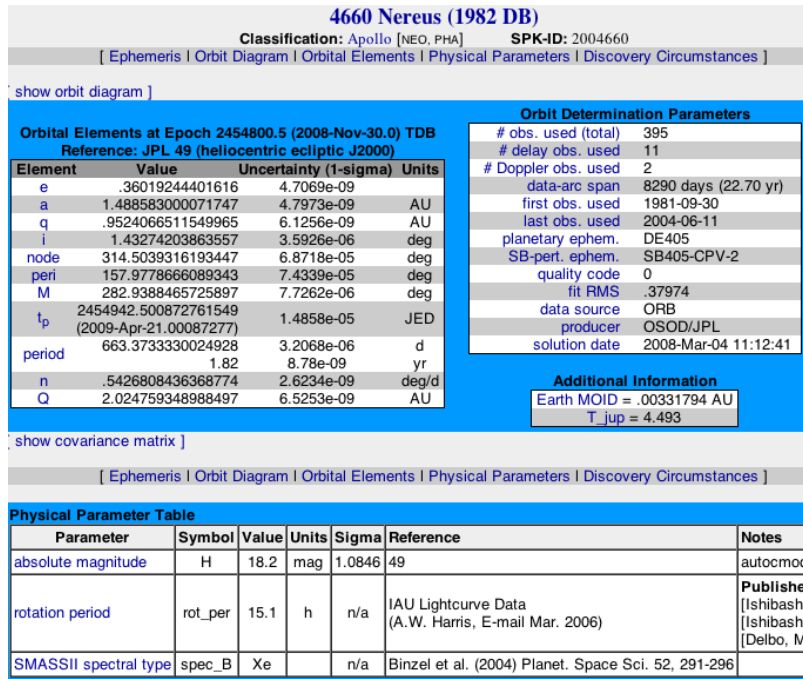 4660 Nereus (1982 DB)
Classification: Apollo [NEO, PHA] SPK-ID: 2004660
[ Ephemeris | Orbit Diagram | Orbital Elements | Physical Parameters | Discovery Circumstances ]
[ show orbit diagram ]
Orbital Elements at Epoch 2454800.5 (2008-Nov-30.0) TDB
Reference: JPL 49 (heliocentric ecliptic J2000)
Element Value Uncertainty (1-sigma) Units
e .36019244401616 4.7069e-09
a 1.488583000071747 4.7973e-09 AU
q .9524066511549965 6.1256e-09 AU
i 1.43274203863557 3.5926e-06 deg
node 314.5039316193447 6.8718e-05 deg
peri 157.9778666089343 7.4339e-05 deg
M 282.9388465725897 7.7262e-06 deg
tp 2454942.500872761549 (2009-Apr-21.00087277) 1.4858e-05 JED
period 663.3733330024928 3.2068e-06 d
1.82 8.78e-09 yr
n .5426808436368774 2.6234e-09 deg/d
Q 2.024759348988497 6.5253e-09 AU
Orbit Determination Parameters
# obs. used (total) 395
# delay obs. used 11
# Doppler obs. used 2
data-arc span 8290 days (22.70 yr)
first obs. used 1981-09-30
last obs. used 2004-06-11
planetary ephem. DE405
SB-pert. ephem. SB405-CPV-2
quality code 0
fit RMS .37974
data source ORB
producer OSOD/JPL
solution date 2008-Mar-04 11:12:41
Additional Information
Earth MOID = .00331794 AU
T_jup = 4.493
[ show covariance matrix ]
[ Ephemeris | Orbit Diagram | Orbital Elements | Physical Parameters | Discovery Circumstances ]
Physical Parameter Table
Parameter Symbol Value Units Sigma Reference Notes
absolute magnitude H 18.2 mag 1.0846 49 autocmod
rotation period rot_per 15.1 h n/a IAU Lightcurve Data
(A.W. Harris, E-mail Mar. 2006)
Publishe
[Ishibash
[Ishibash
[Delbo, M
SMASSII spectral type spec_B Xe n/a Binzel et al. (2004) Planet. Space Sci. 52, 291-296